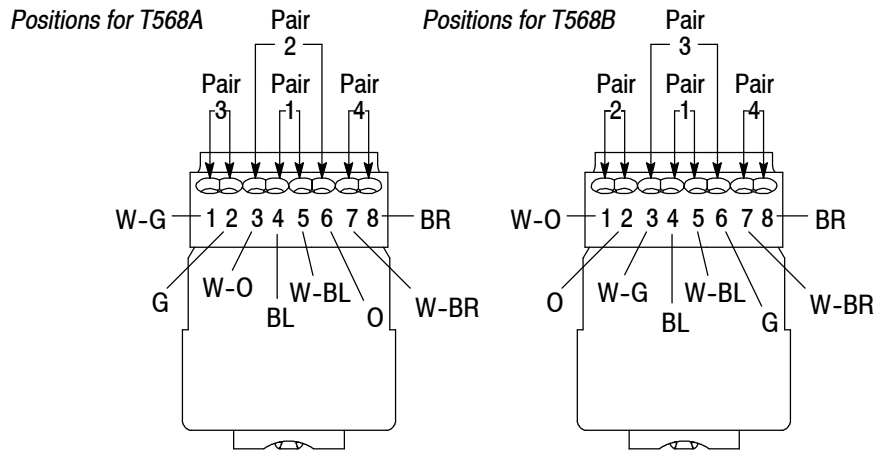 Positions for T568A
Pair
2
Pair
3
Pair
1
Pair
4
W-G
1 2 3 4 5 6 7 8
BR
G
W-O
BL
W-BL
O
W-BR
Positions for T568B
Pair
3
Pair
2
Pair
1
Pair
4
W-O
1 2 3 4 5 6 7 8
BR
O
W-G
BL
W-BL
G
W-BR